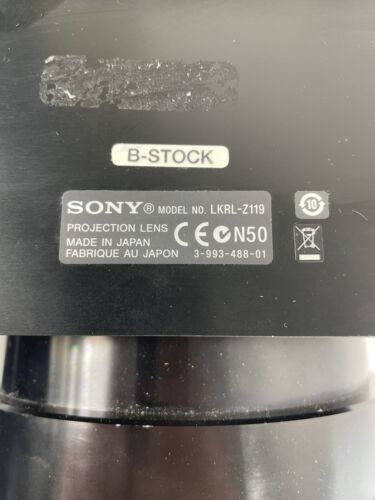 B-STOCK
SONY® MODEL NO. LKRL-Z119
PROJECTION LENS
MADE IN JAPAN
FABRIQUE AU JAPON
CE N50
3-993-488-01
10